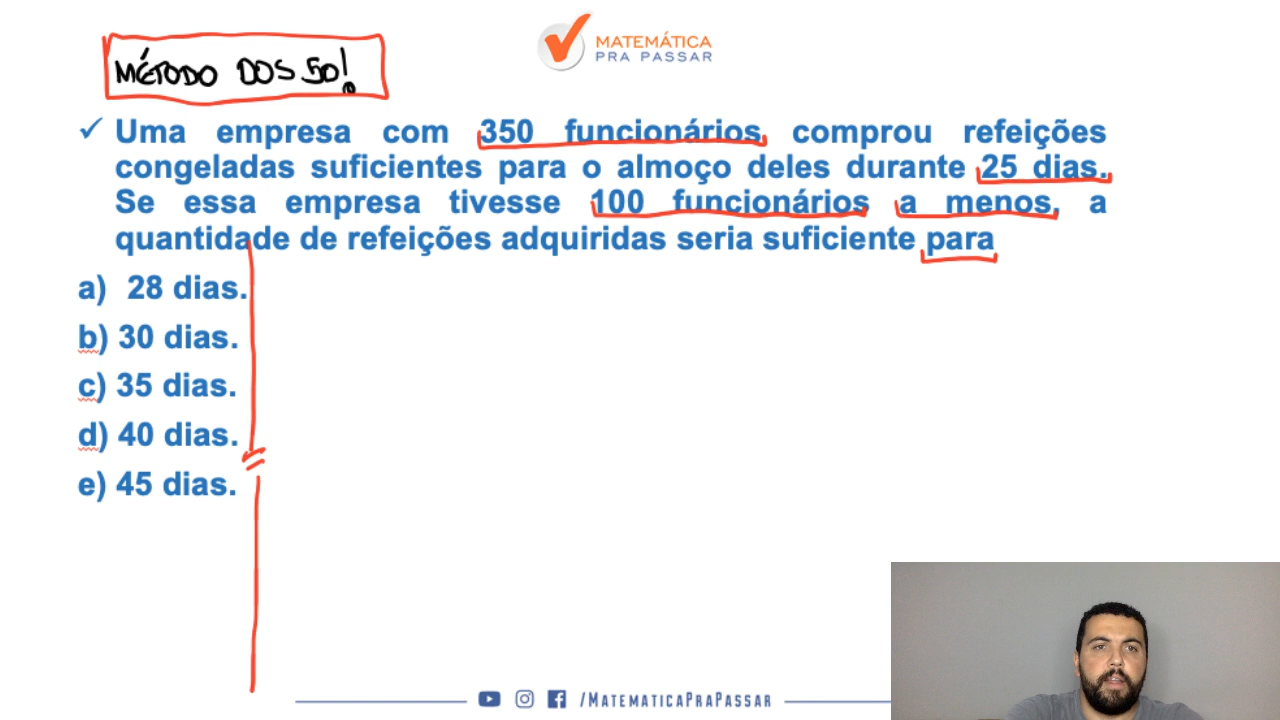 MATEMÁTICA
PRA PASSAR
MÉTODO DOS 50!
✓ Uma empresa com 350 funcionários comprou refeições
congeladas suficientes para o almoço deles durante 25 dias.
Se essa empresa tivesse 100 funcionários a menos, a
quantidade de refeições adquiridas seria suficiente para
a) 28 dias.
b) 30 dias.
c) 35 dias.
d) 40 dias.
e) 45 dias.
/MATEMATICAPRAPASSAR